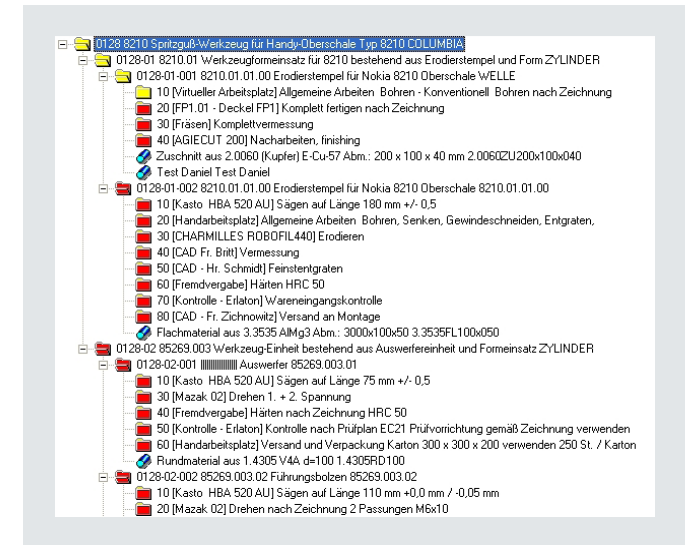 0128 8210 Spritzguß-Werkzeug für Handy-Oberschale Typ 8210 COLUMBIA
0128-01 8210.01 Werkzeugformeinsatz für 8210 bestehend aus Erodierstempel und Form ZYLINDER
0128-01-001 8210.01.01.00 Erodierstempel für Nokia 8210 Oberschale WELLE
10 [Virtueller Arbeitsplatz] Allgemeine Arbeiten Bohren - Konventionell Bohren nach Zeichnung
20 [FP1.01 - Deckel FP1] Komplett fertigen nach Zeichnung
30 [Fräsen] Komplettvermessung
40 [AGIECUT 200] Nacharbeiten, finishing
Zuschnitt aus 2.0060 (Kupfer) E-Cu-57 Abm.: 200 x 100 x 40 mm 2.0060ZU200x100x040
Test Daniel Test Daniel
0128-01-002 8210.01.01.00 Erodierstempel für Nokia 8210 Oberschale 8210.01.01.00
10 [Kasto HBA 520 AU] Sägen auf Länge 180 mm +/- 0,5
20 [Handarbeitsplatz] Allgemeine Arbeiten Bohren, Senken, Gewindeschneiden, Entgraten,
30 [CHARMILLES ROBOFIL440] Erodieren
40 [CAD Fr. Britt] Vermessung
50 [CAD - Hr. Schmidt] Feinstentgraten
60 [Fremdvergabe] Härten HRC 50
70 [Kontrolle - Erlaton] Wareneingangskontrolle
80 [CAD - Fr. Zichnowitz] Versand an Montage
Flachmaterial aus 3.3535 AlMg3 Abm.: 3000x100x50 3.3535FL100x050
0128-02 85269.003 Werkzeug-Einheit bestehend aus Auswerfereinheit und Formeinsatz ZYLINDER
0128-02-001 Auswerfer 85269.003.01
10 [Kasto HBA 520 AU] Sägen auf Länge 75 mm +/- 0,5
30 [Mazak 02] Drehen 1. + 2. Spannung
40 [Fremdvergabe] Härten nach Zeichnung HRC 50
50 [Kontrolle - Erlaton] Kontrolle nach Prüfplan EC21 Prüfvorrichtung gemäß Zeichnung verwenden
60 [Handarbeitsplatz] Versand und Verpackung Karton 300 x 300 x 200 verwenden 250 St. / Karton
Rundmaterial aus 1.4305 V4A d=100 1.4305RD100
0128-02-002 85269.003.02 Führungsbolzen 85269.003.02
10 [Kasto HBA 520 AU] Sägen auf Länge 110 mm +0,0 mm / -0,05 mm
20 [Mazak 02] Drehen nach Zeichnung 2 Passungen M6x10